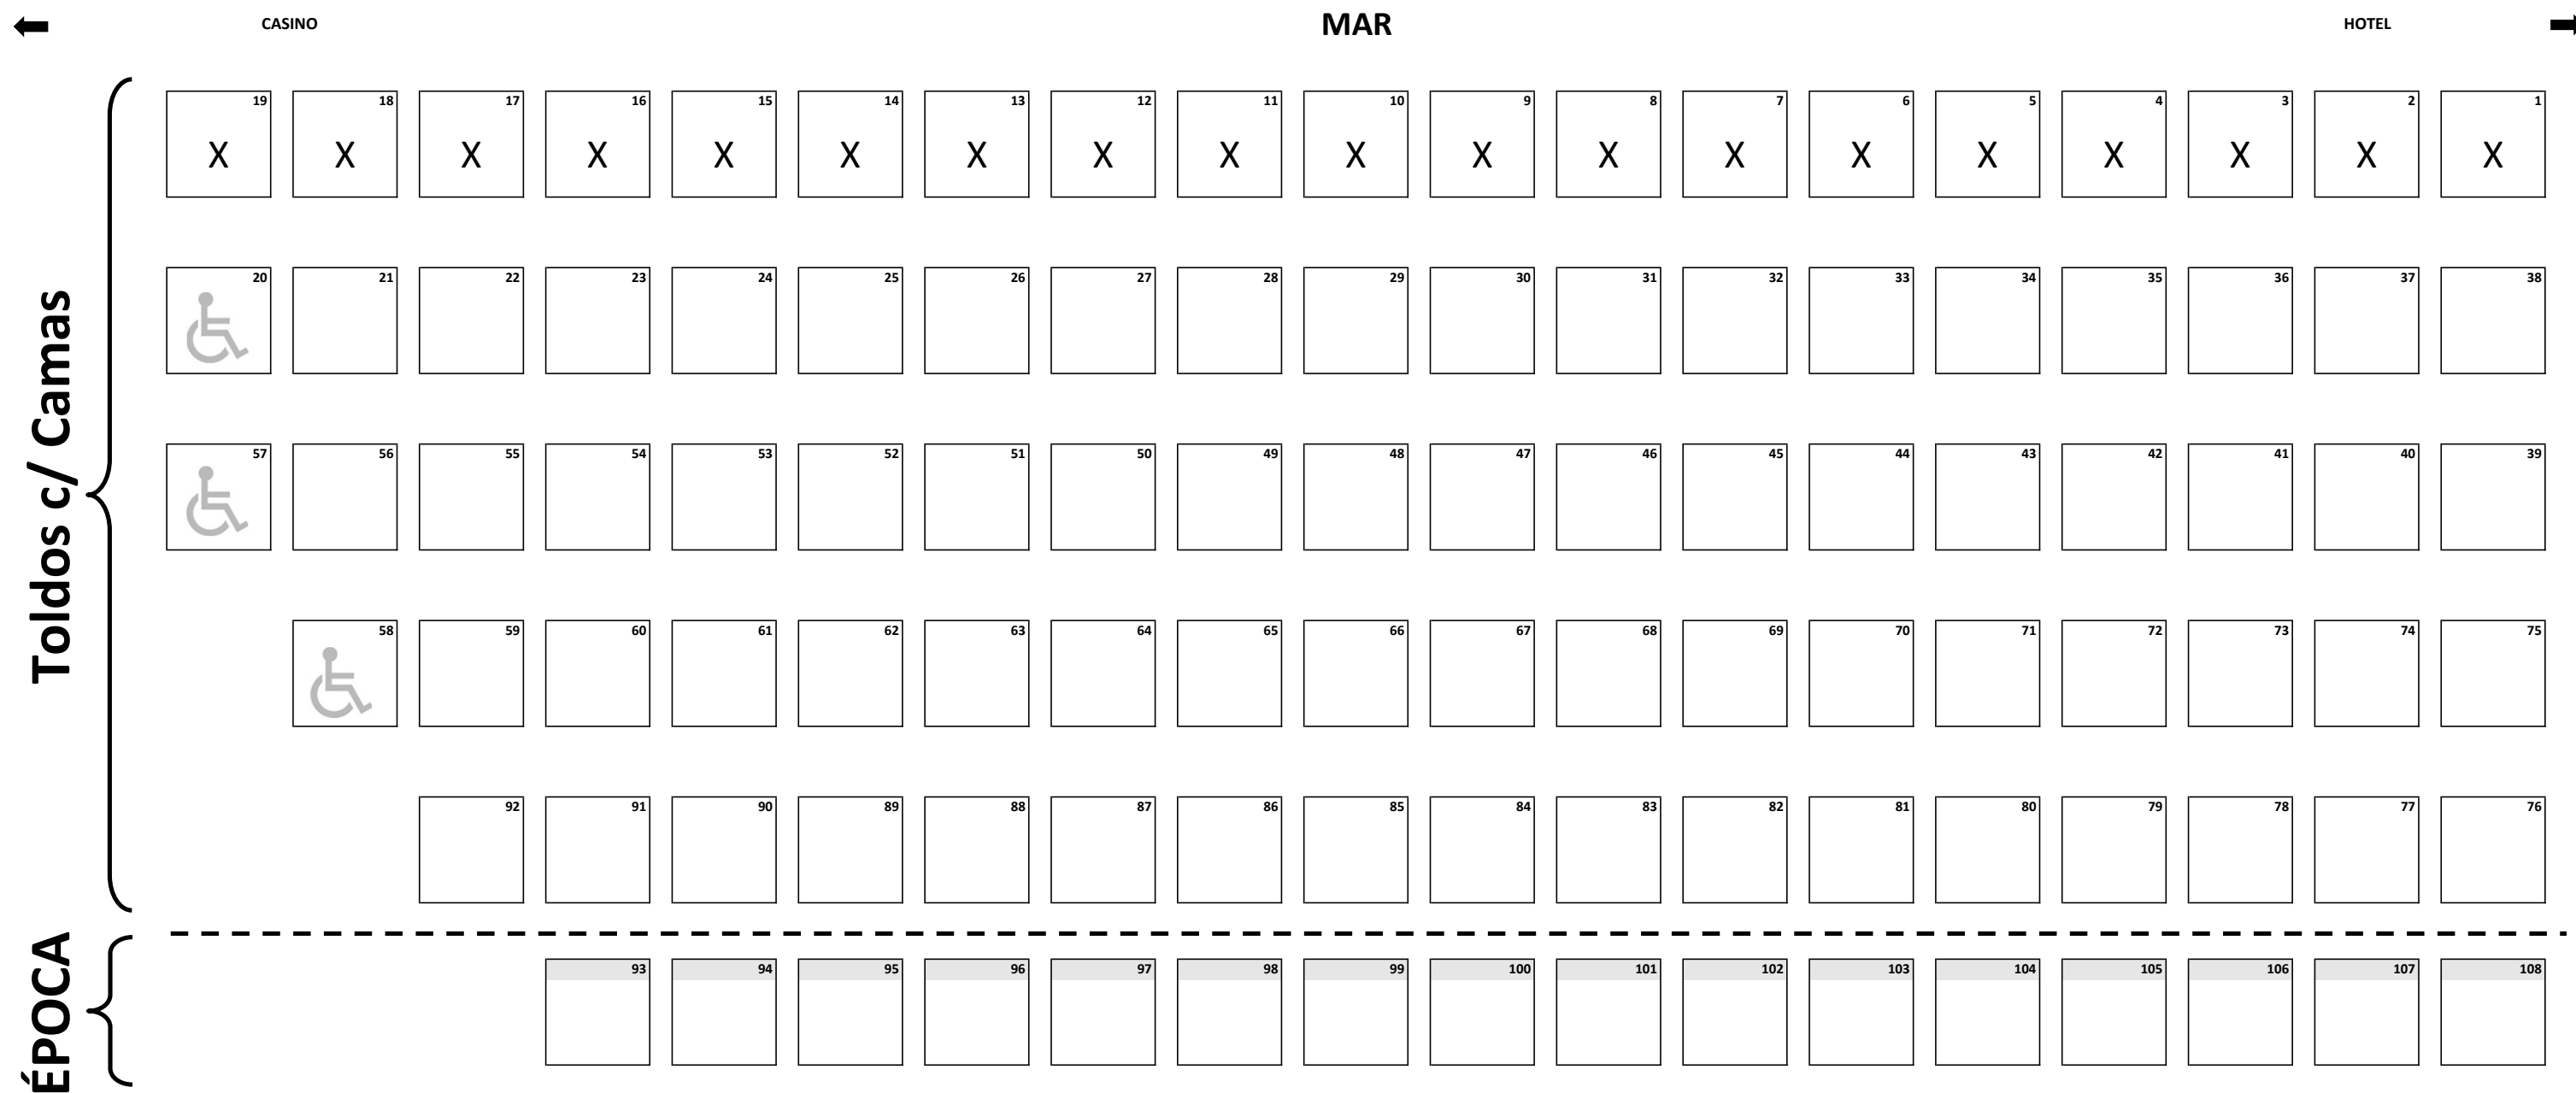 CASINO MAR HOTEL
Toldos c/ Camas
19 18 17 16 15 14 13 12 11 10 9 8 7 6 5 4 3 2 1
X X X X X X X X X X X X X X X X X X X
20 21 22 23 24 25 26 27 28 29 30 31 32 33 34 35 36 37 38
57 56 55 54 53 52 51 50 49 48 47 46 45 44 43 42 41 40 39
58 59 60 61 62 63 64 65 66 67 68 69 70 71 72 73 74 75
92 91 90 89 88 87 86 85 84 83 82 81 80 79 78 77 76
ÉPOCA
93 94 95 96 97 98 99 100 101 102 103 104 105 106 107 108